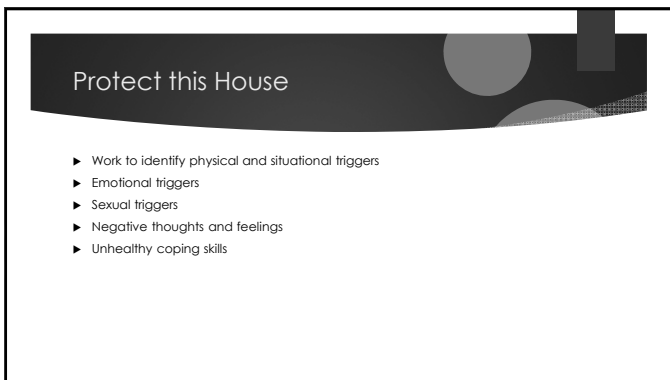 Protect this House
▶ Work to identify physical and situational triggers
▶ Emotional triggers
▶ Sexual triggers
▶ Negative thoughts and feelings
▶ Unhealthy coping skills